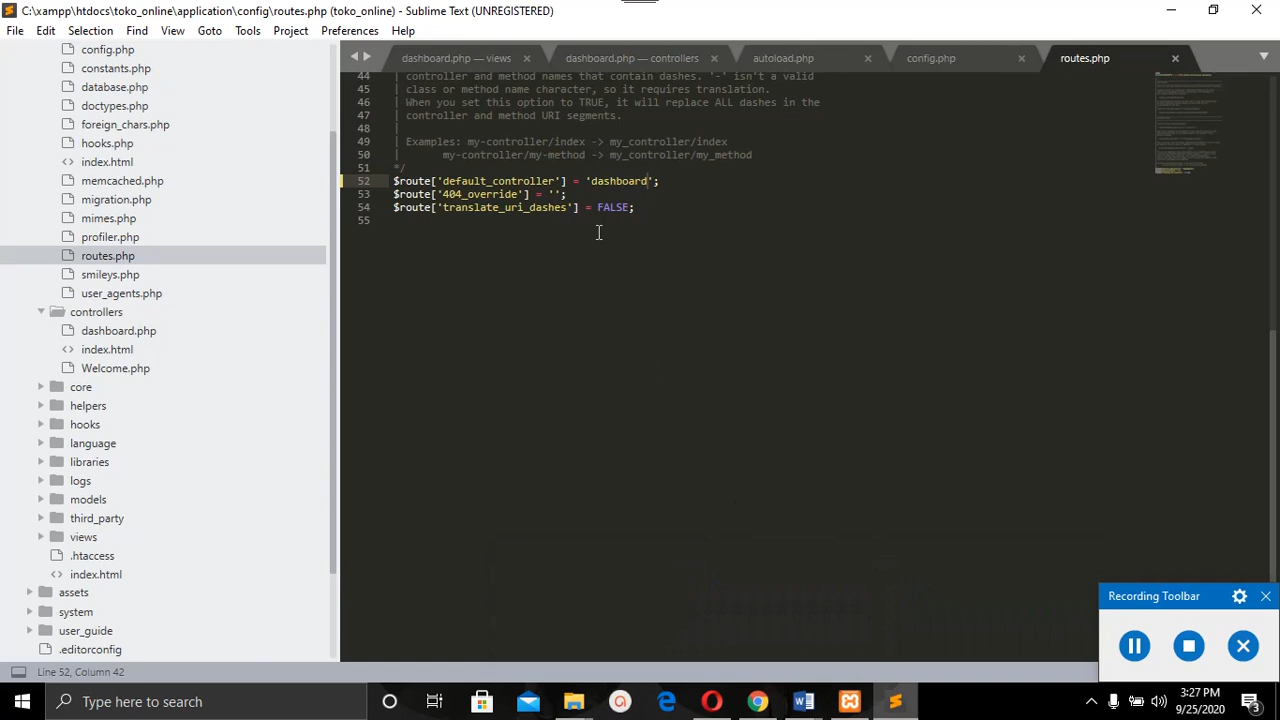 C:\xampp\htdocs\toko_online\application\config\routes.php (toko_online) - Sublime Text (UNREGISTERED)
File Edit Selection Find View Goto Tools Project Preferences Help
dashboard.php — views
dashboard.php — controllers
autoload.php
config.php
routes.php
config.php
constants.php
database.php
doctypes.php
foreign_chars.php
hooks.php
index.html
memcached.php
migration.php
mimes.php
profiler.php
routes.php
smileys.php
user_agents.php
controllers
dashboard.php
index.html
Welcome.php
core
helpers
hooks
language
libraries
logs
models
third_party
views
.htaccess
index.html
assets
system
user_guide
.editorconfig
44 | controller and method names that contain dashes. '-' isn't a valid
45 | class or method name character, so it requires translation.
46 | When you set this option to TRUE, it will replace ALL dashes in the
47 | controller and method URI segments.
48 |
49 | Examples: my-controller/index -> my_controller/index
50 | my-controller/my-method -> my_controller/my_method
51 */
52 $route['default_controller'] = 'dashboard';
53 $route['404_override'] = '';
54 $route['translate_uri_dashes'] = FALSE;
55
Recording Toolbar
Line 52, Column 42
Type here to search
3:27 PM
9/25/2020
3